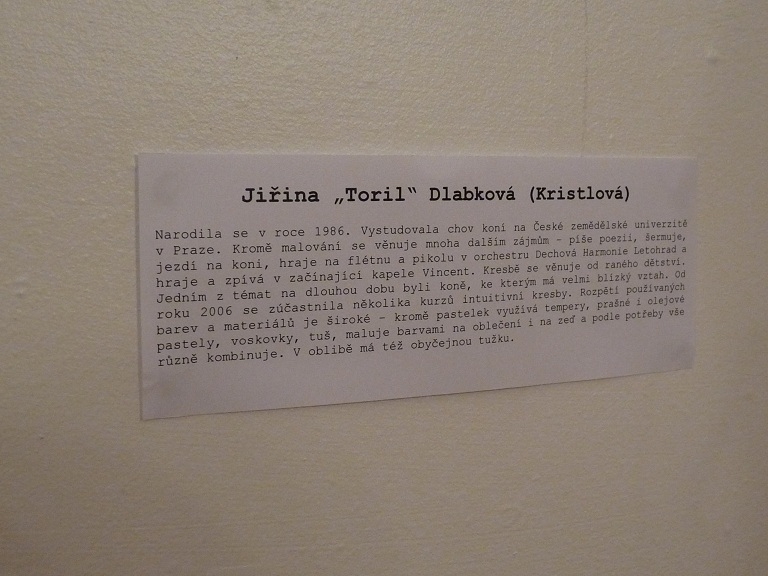 Jiřina „Toril“ Dlabková (Kristlová)
Narodila se v roce 1986. Vystudovala chov koní na České zemědělské univerzitě
v Praze. Kromě malování se věnuje mnoha dalším zájmům - píše poezii, šermuje,
jezdí na koni, hraje na flétnu a pikolu v orchestru Dechová Harmonie Letohrad a
hraje a zpívá v začínající kapele Vincent. Kresbě se věnuje od raného dětství.
Jedním z témat na dlouhou dobu byli koně, ke kterým má velmi blízký vztah. Od
roku 2006 se zúčastnila několika kurzů intuitivní kresby. Rozpětí používaných
barev a materiálů je široké - kromě pastelek využívá tempery, prašné i olejové
pastely, voskovky, tuš, maluje barvami na oblečení i na zeď a podle potřeby vše
různě kombinuje. V oblibě má též obyčejnou tužku.